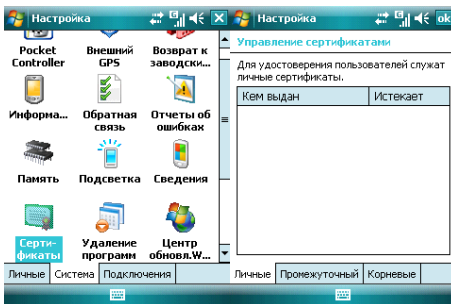 Настройка
Pocket Controller
Внешний GPS
Возврат к заводски...
Информа...
Обратная связь
Отчеты об ошибках
Память
Подсветка
Сведения
Серти-фикаты
Удаление программ
Центр обновл.W...
Личные Система Подключения
Настройка ok
Управление сертификатами
Для удостоверения пользователей служат
личные сертификаты.
Кем выдан Истекает
Личные Промежуточный Корневые